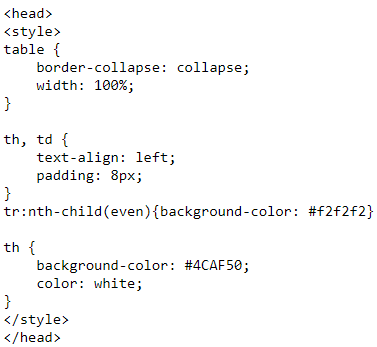 <head>
<style>
table {
    border-collapse: collapse;
    width: 100%;
}

th, td {
    text-align: left;
    padding: 8px;
}
tr:nth-child(even){background-color: #f2f2f2}

th {
    background-color: #4CAF50;
    color: white;
}
</style>
</head>